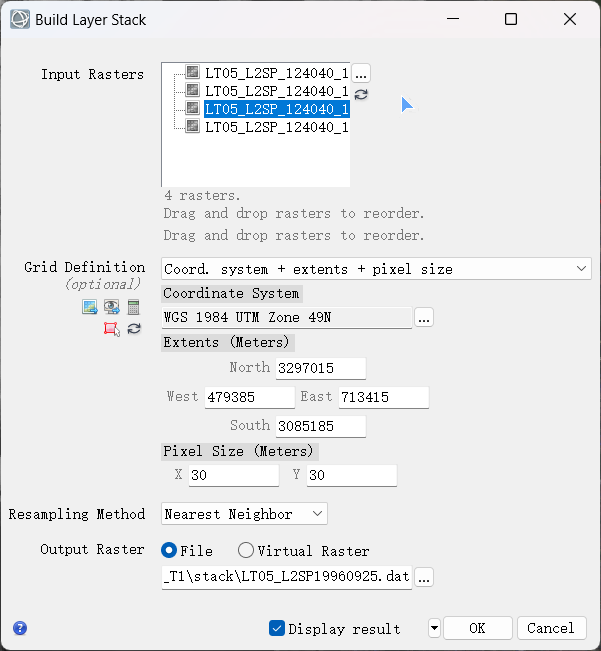 Build Layer Stack
Input Rasters
LT05_L2SP_124040_1
...
LT05_L2SP_124040_1
LT05_L2SP_124040_1
LT05_L2SP_124040_1
4 rasters.
Drag and drop rasters to reorder.
Drag and drop rasters to reorder.
Grid Definition
Coord. system + extents + pixel size
(optional)
Coordinate System
WGS 1984 UTM Zone 49N
...
Extents (Meters)
North 3297015
West 479385 East 713415
South 3085185
Pixel Size (Meters)
X 30 Y 30
Resampling Method Nearest Neighbor
Output Raster File Virtual Raster
_T1\stack\LT05_L2SP19960925.dat ...
? Display result OK Cancel